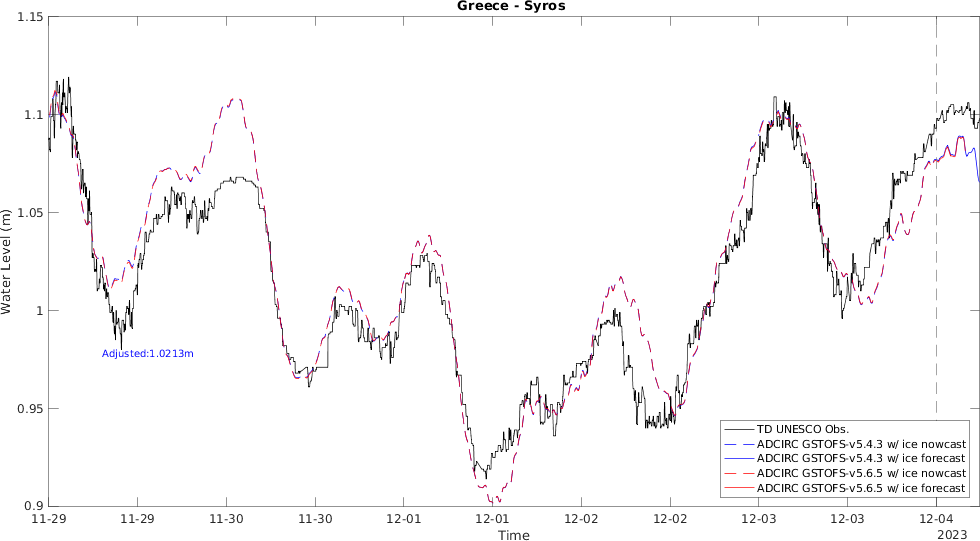 Greece - Syros
1.15
1.1
1.05
1
0.95
0.9
Water Level (m)
Adjusted:1.0213m
TD UNESCO Obs.
ADCIRC GSTOFS-v5.4.3 w/ ice nowcast
ADCIRC GSTOFS-v5.4.3 w/ ice forecast
ADCIRC GSTOFS-v5.6.5 w/ ice nowcast
ADCIRC GSTOFS-v5.6.5 w/ ice forecast
11-29 11-29 11-30 11-30 12-01 12-01 12-02 12-02 12-03 12-03 12-04
Time
2023